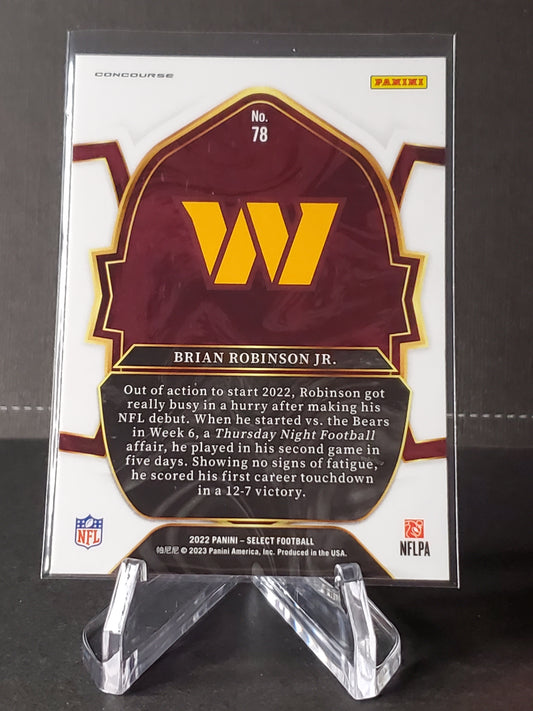 CONCOURSE
PANINI
No.
78
W
BRIAN ROBINSON JR.
Out of action to start 2022, Robinson got
really busy in a hurry after making his
NFL debut. When he started vs. the Bears
in Week 6, a Thursday Night Football
affair, he played in his second game in
five days. Showing no signs of fatigue,
he scored his first career touchdown
in a 12-7 victory.
NFL
2022 PANINI – SELECT FOOTBALL
帕尼尼 © 2023 Panini America, Inc. Produced in the USA.
NFLPA